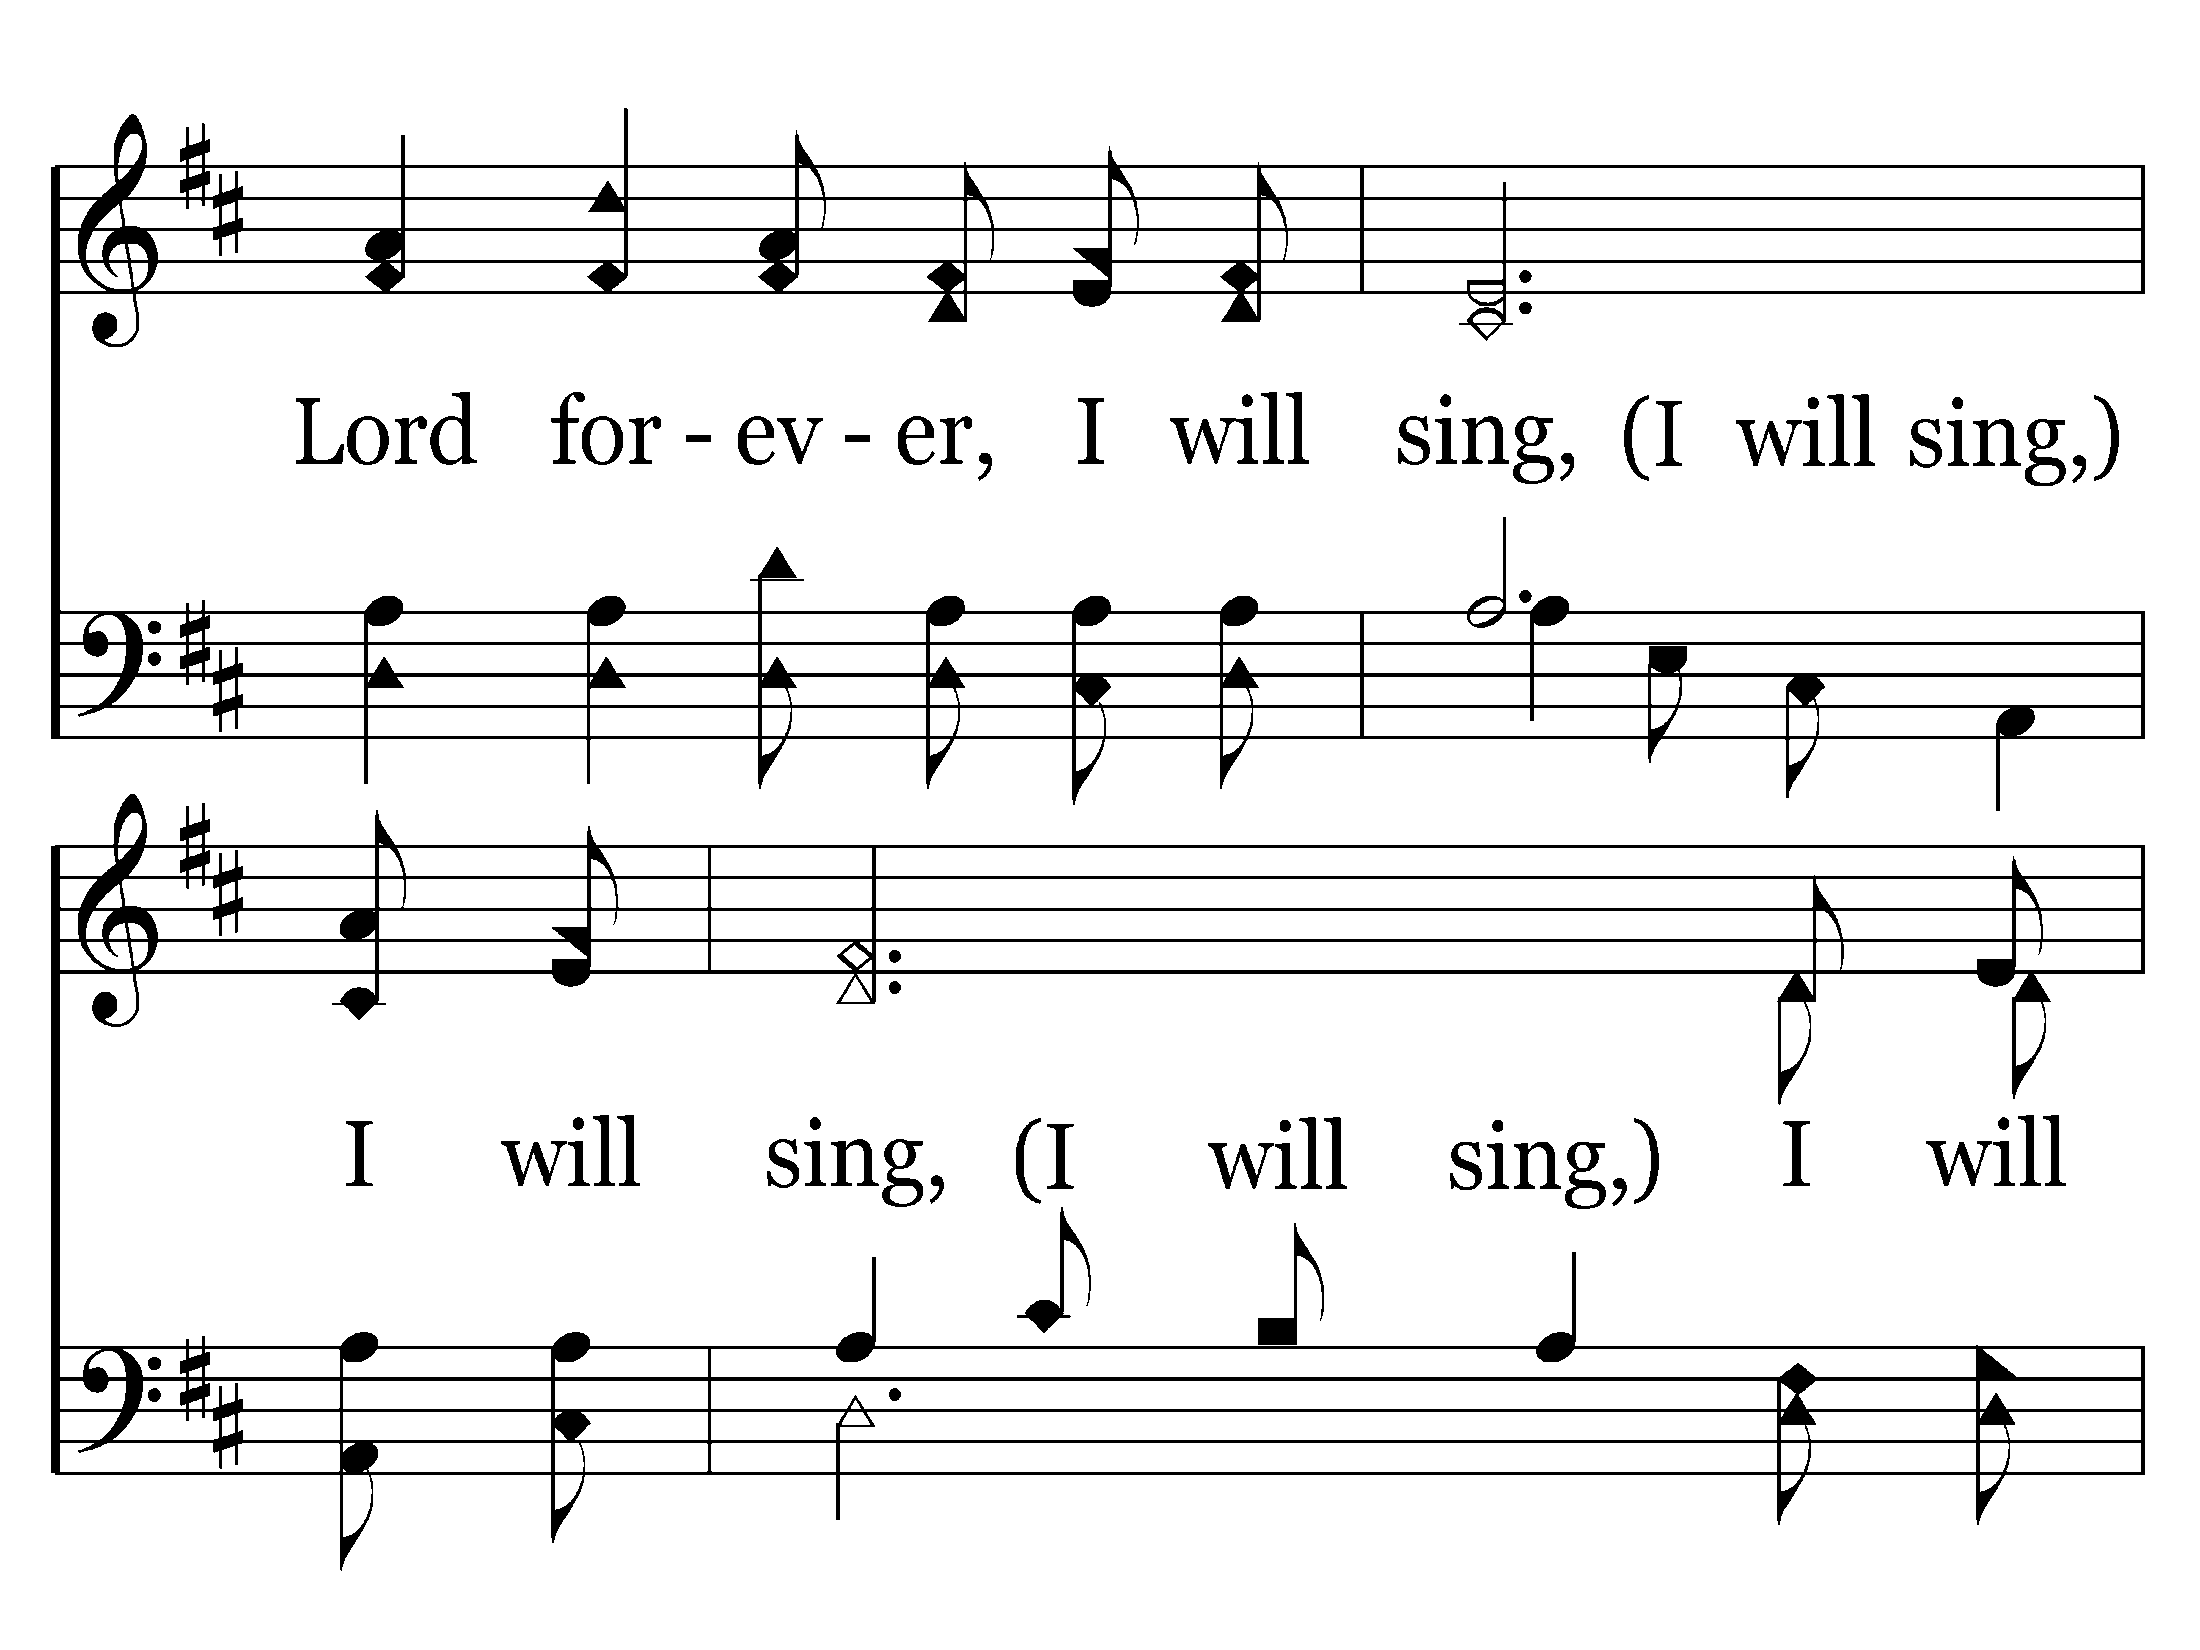 Lord for - ev - er, I will sing, (I will sing,)
I will sing, (I will sing,) I will